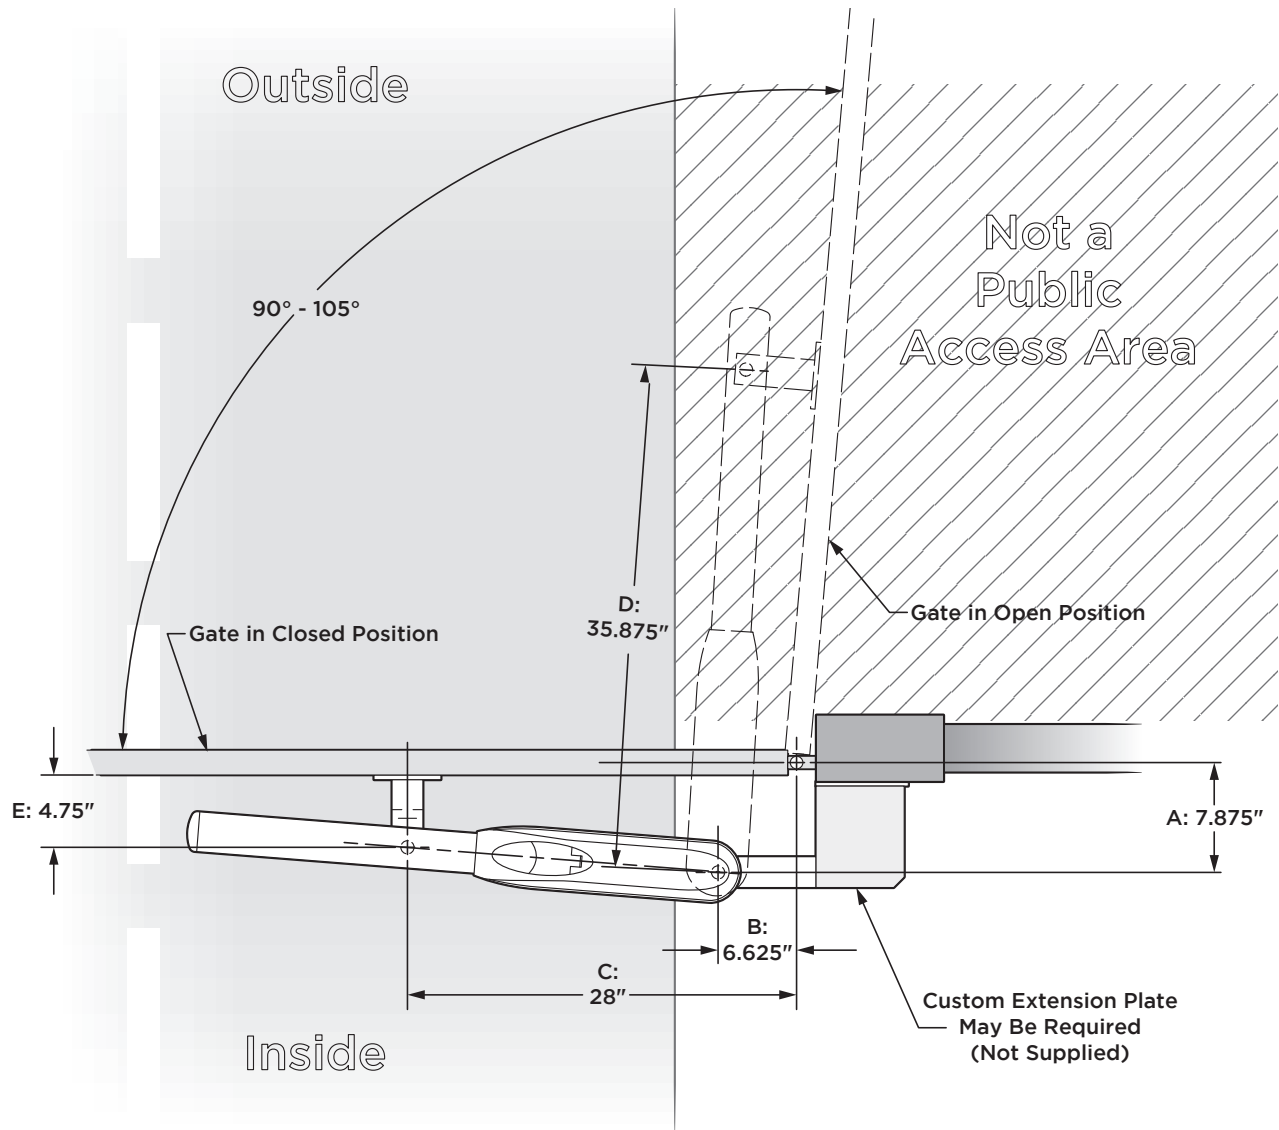 Outside
Not a
Public
Access Area
90° - 105°
D:
35.875"
Gate in Open Position
Gate in Closed Position
E: 4.75"
A: 7.875"
B:
6.625"
C:
28"
Custom Extension Plate
May Be Required
(Not Supplied)
Inside